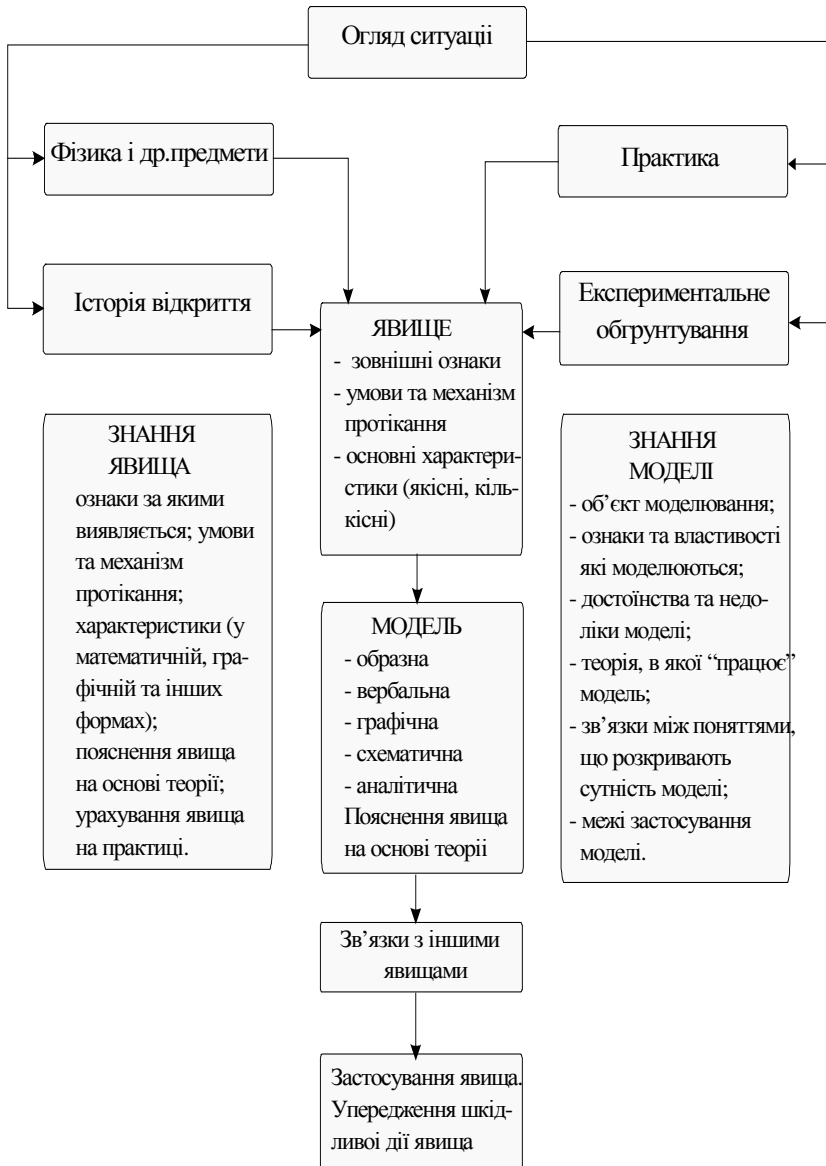 Огляд ситуаціі
Фізика і др.предмети
Практика
Історія відкриття
Експериментальне
обгрунтування
ЯВИЩЕ
- зовнішні ознаки
- умови та механізм
протікання
- основні характери-
стики (якісні, кіль-
кісні)
ЗНАННЯ
ЯВИЩА
ознаки за якими
виявляється; умови
та механізм
протікання;
характеристики (у
математичній, гра-
фічній та інших
формах);
пояснення явища
на основі теорії;
урахування явища
на практиці.
МОДЕЛЬ
- образна
- вербальна
- графічна
- схематична
- аналітична
Пояснення явища
на основі теоріі
ЗНАННЯ
МОДЕЛІ
- об’єкт моделювання;
- ознаки та властивості
які моделюються;
- достоїнства та недо-
ліки моделі;
- теорія, в якої “працює”
модель;
- зв’язки між поняттями,
що розкривають
сутність моделі;
- межі застосування
моделі.
Зв’язки з іншими
явищами
Застосування явища.
Упередження шкід-
ливоі дії явища